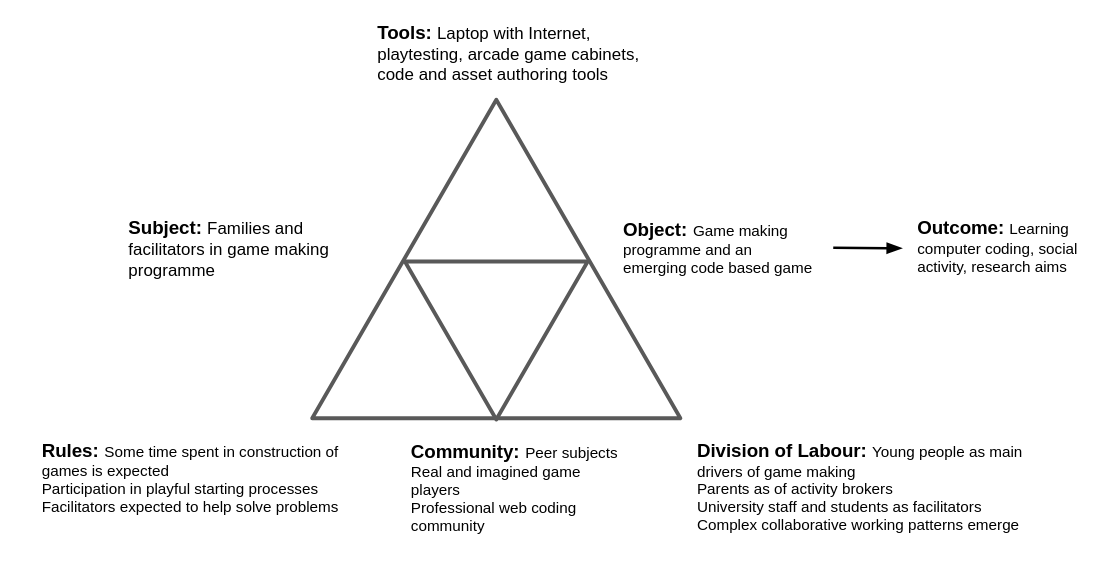 Tools: Laptop with Internet,
playtesting, arcade game cabinets,
code and asset authoring tools
Subject: Families and
facilitators in game making
programme
Object: Game making
programme and an
emerging code based game
Outcome: Learning
computer coding, social
activity, research aims
Rules: Some time spent in construction of
games is expected
Participation in playful starting processes
Facilitators expected to help solve problems
Community: Peer subjects
Real and imagined game
players
Professional web coding
community
Division of Labour: Young people as main
drivers of game making
Parents as of activity brokers
University staff and students as facilitators
Complex collaborative working patterns emerge